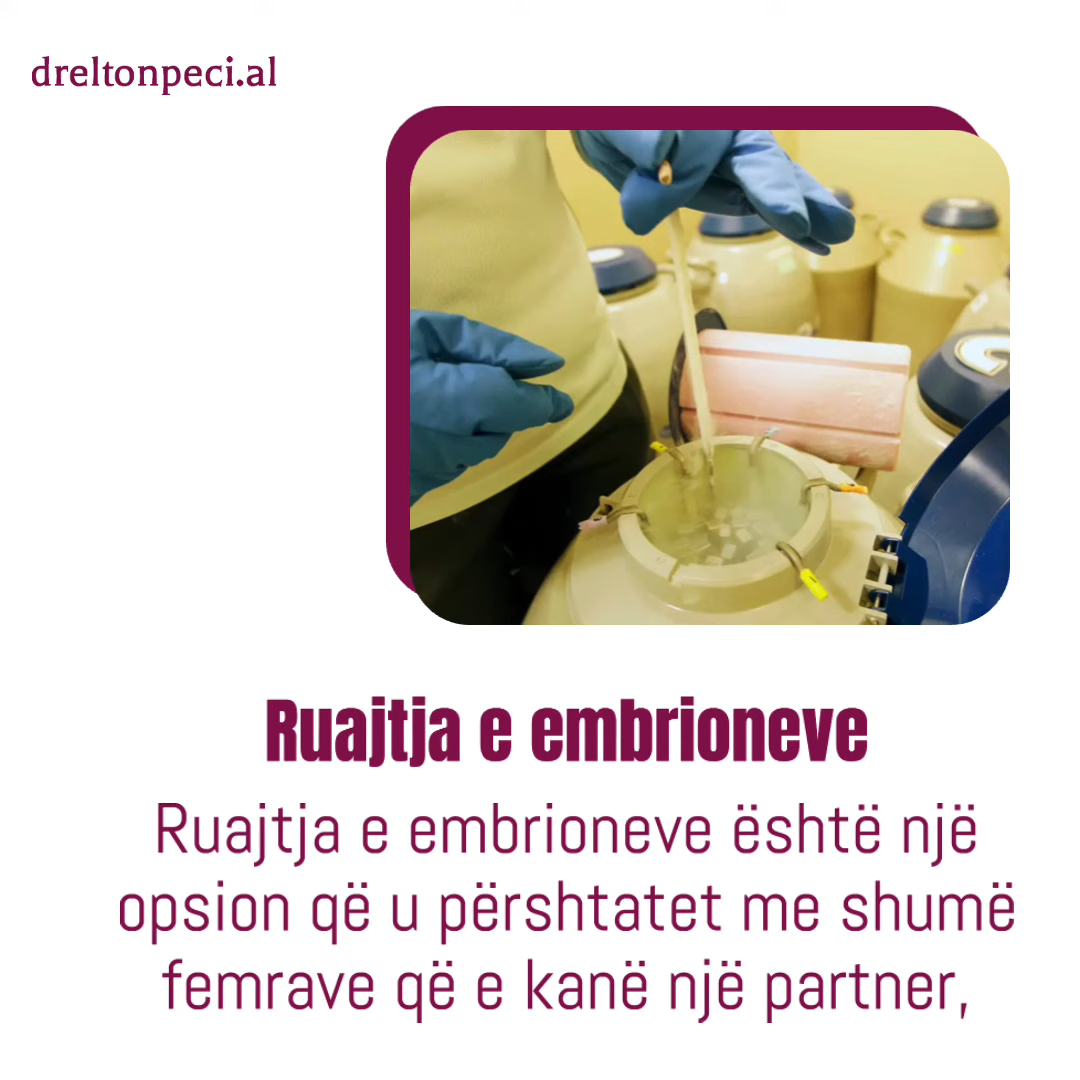 dreltonpeci.al
Ruajtja e embrioneve
Ruajtja e embrioneve është një
opsion që u përshtatet me shumë
femrave që e kanë një partner,